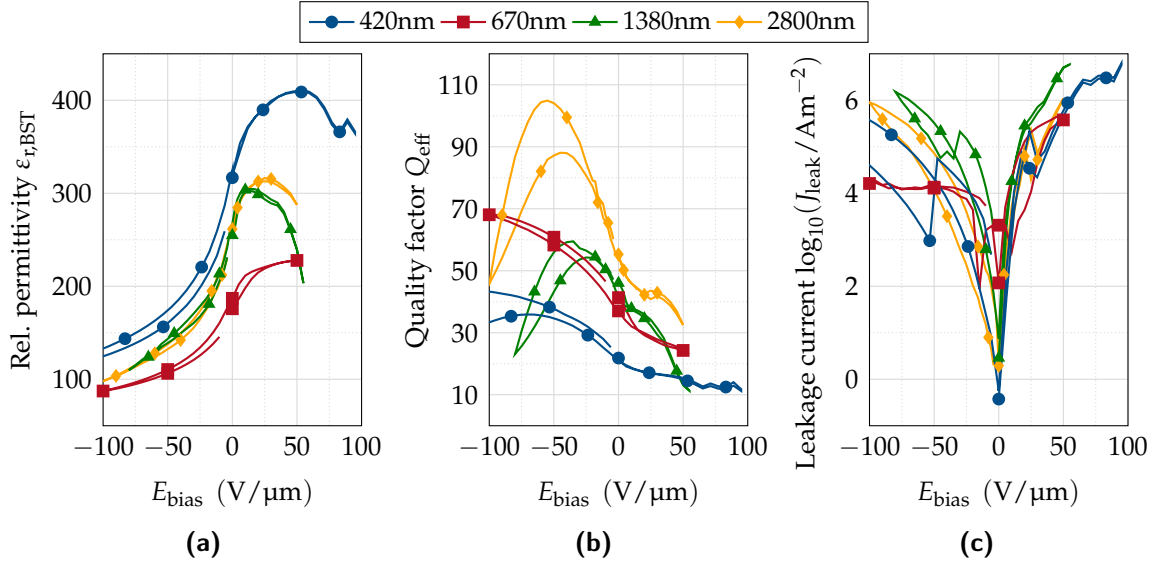 420nm 670nm 1380nm 2800nm
Rel. permittivity εr,BST
400
300
200
100
−100 −50 0 50 100
Ebias (V/µm)
(a)
Quality factor Qeff
110
90
70
50
30
10
−100 −50 0 50 100
Ebias (V/µm)
(b)
Leakage current log10(Jleak/Am−2)
6
4
2
0
−100 −50 0 50 100
Ebias (V/µm)
(c)